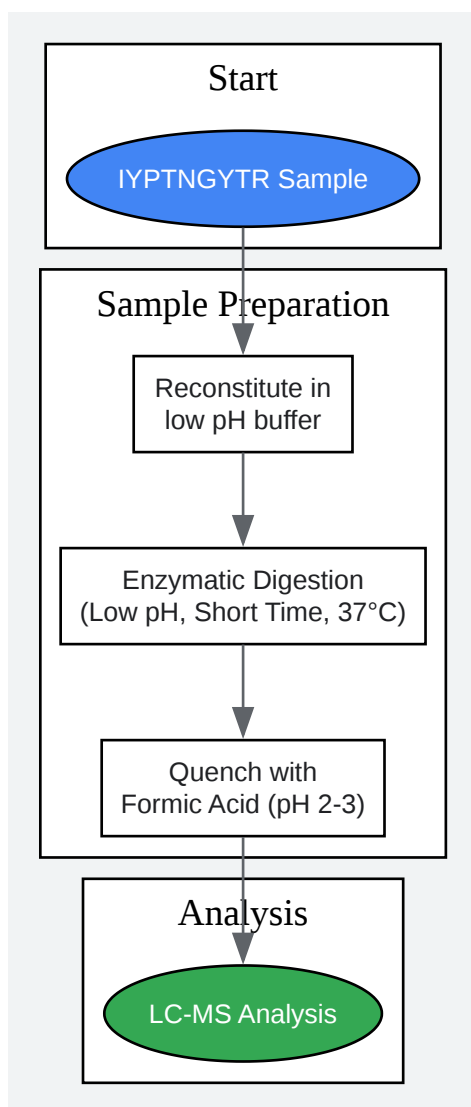 Start
IYPTNGYTR Sample
Sample Preparation
Reconstitute in
low pH buffer
Enzymatic Digestion
(Low pH, Short Time, 37°C)
Quench with
Formic Acid (pH 2-3)
Analysis
LC-MS Analysis